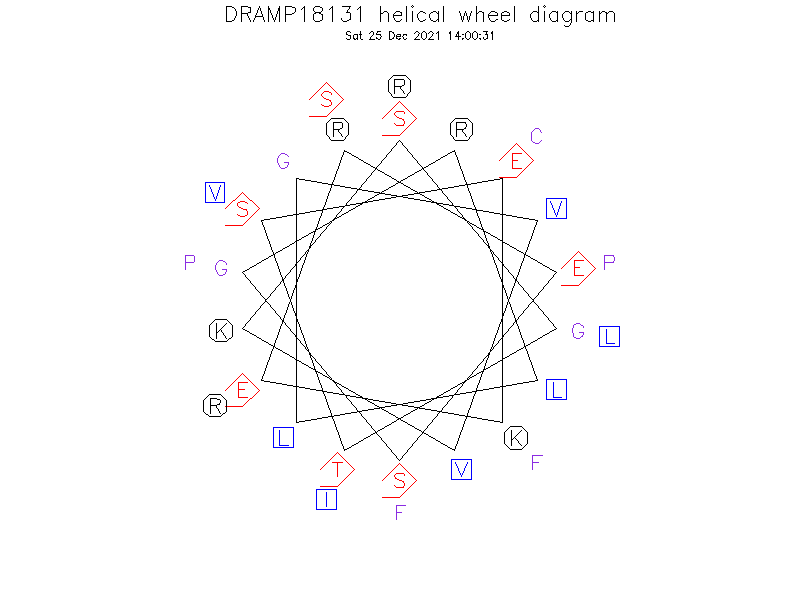 DRAMP18131 helical wheel diagram
Sat 25 Dec 2021 14:00:31
R
S
S
R
R
C
G
E
V
S
V
P
G
E
P
K
G
L
R
E
L
L
K
T
V
F
I
S
F